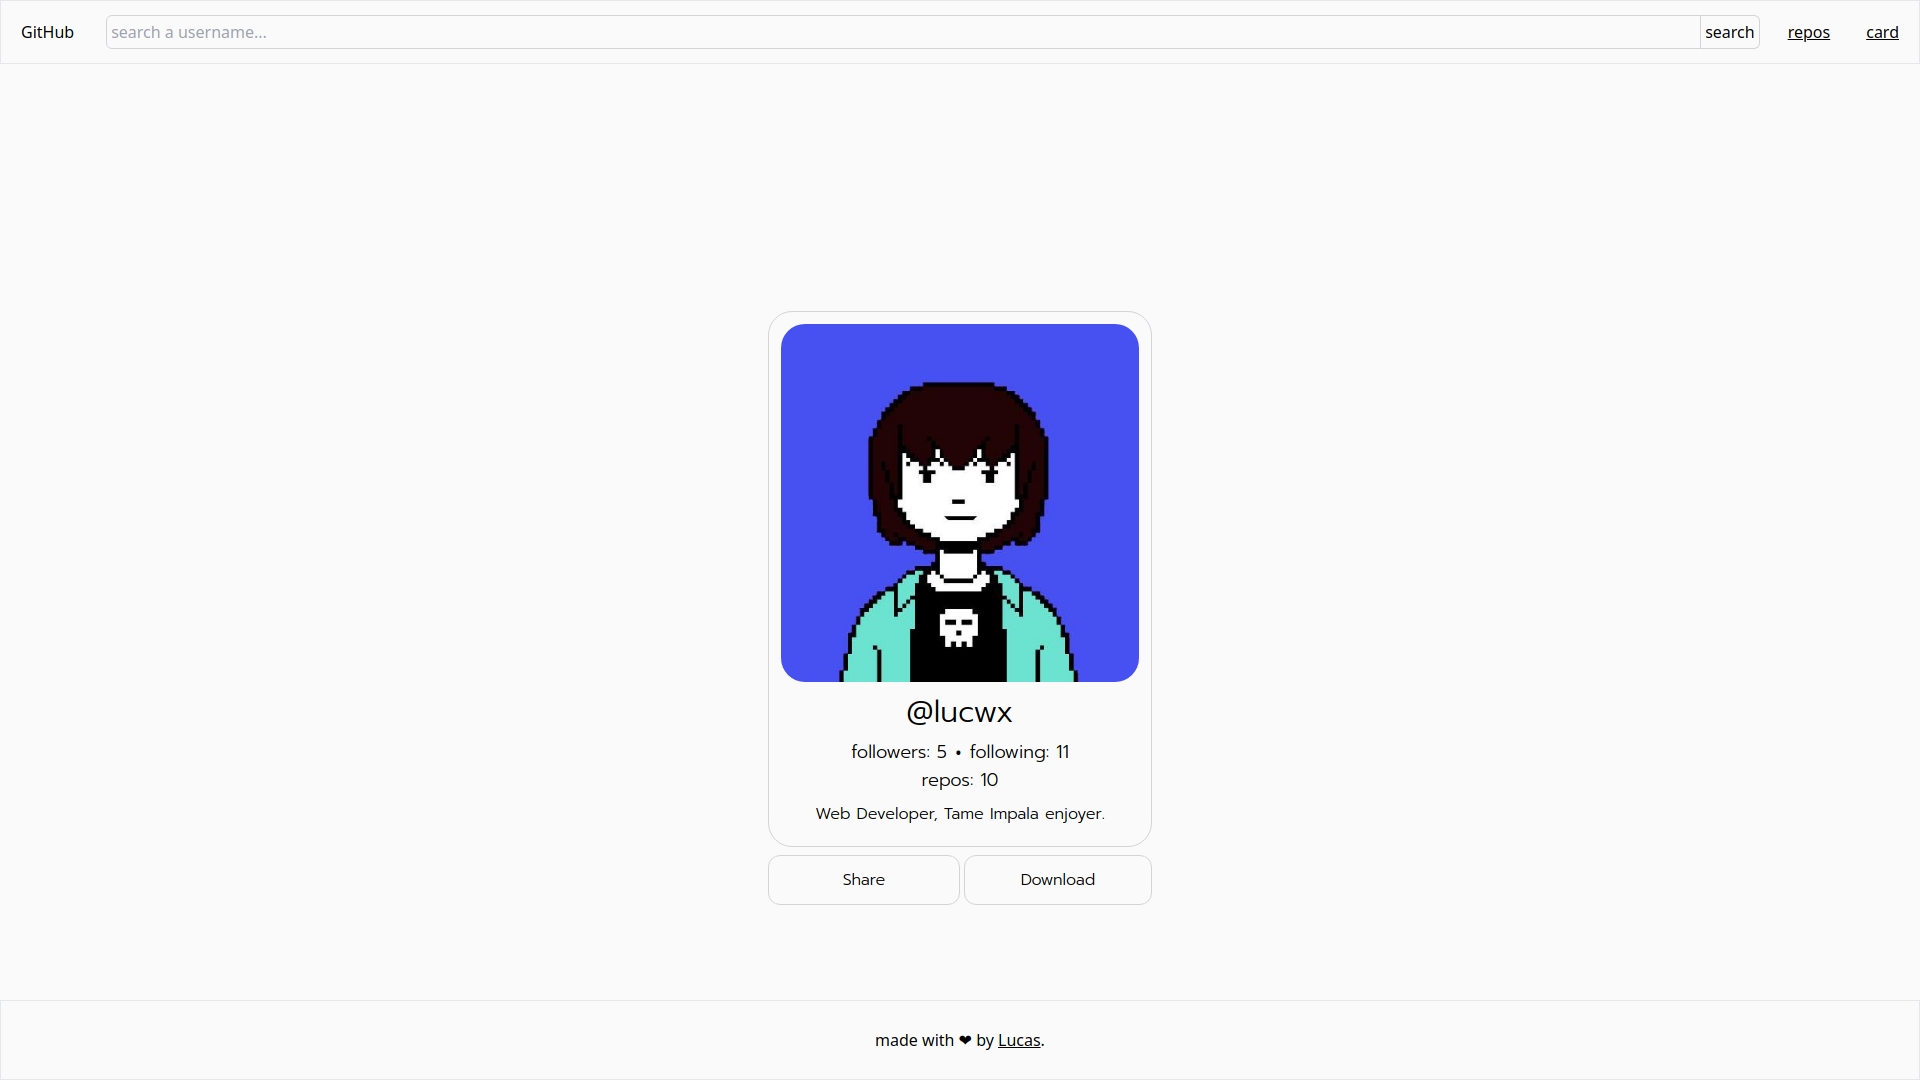 GitHub
search a username...
search
repos
card
@lucwx
followers: 5 • following: 11
repos: 10
Web Developer, Tame Impala enjoyer.
Share
Download
made with ❤ by Lucas.